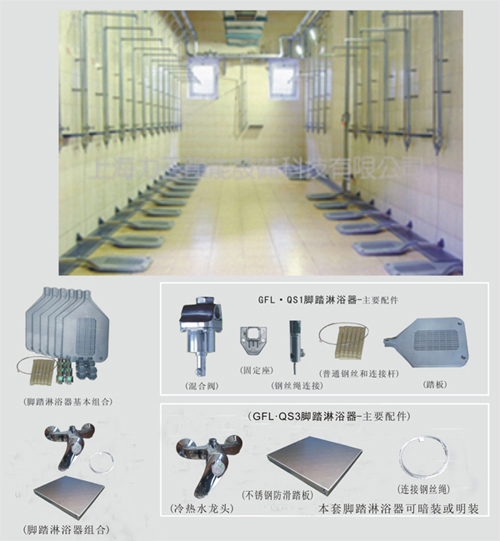 GFL·QS1脚踏淋浴器-主要配件
(混合阀)
(固定座)
(钢丝绳连接)
(普通钢丝和连接杆)
(踏板)
(脚踏淋浴器基本组合)
(GFL·QS3脚踏淋浴器-主要配件)
(冷热水龙头)
(不锈钢防滑踏板)
(连接钢丝绳)
本套脚踏淋浴器可暗装或明装
(脚踏淋浴器组合)